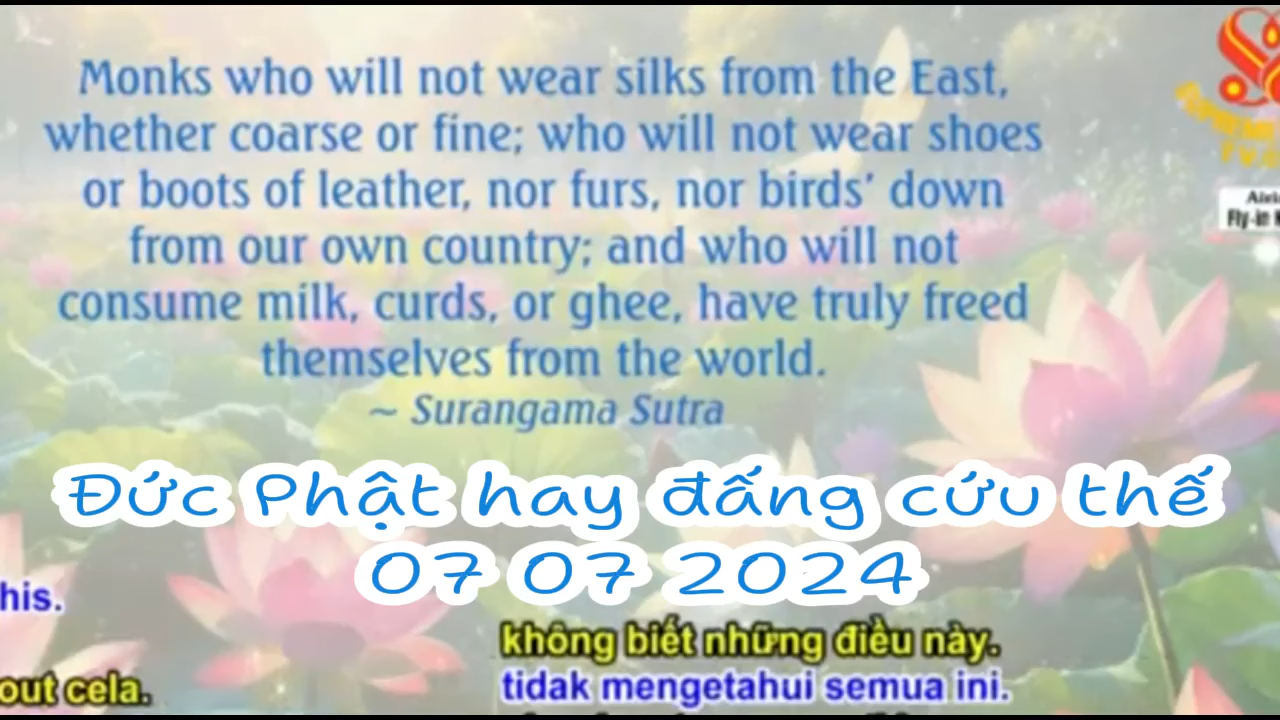 Monks who will not wear silks from the East,
whether coarse or fine; who will not wear shoes
or boots of leather, nor furs, nor birds' down
from our own country; and who will not
consume milk, curds, or ghee, have truly freed
themselves from the world.
~ Surangama Sutra
Đức Phật hay đấng cứu thế
07 07 2024
his.
out cela.
không biết những điều này.
tidak mengetahui semua ini.